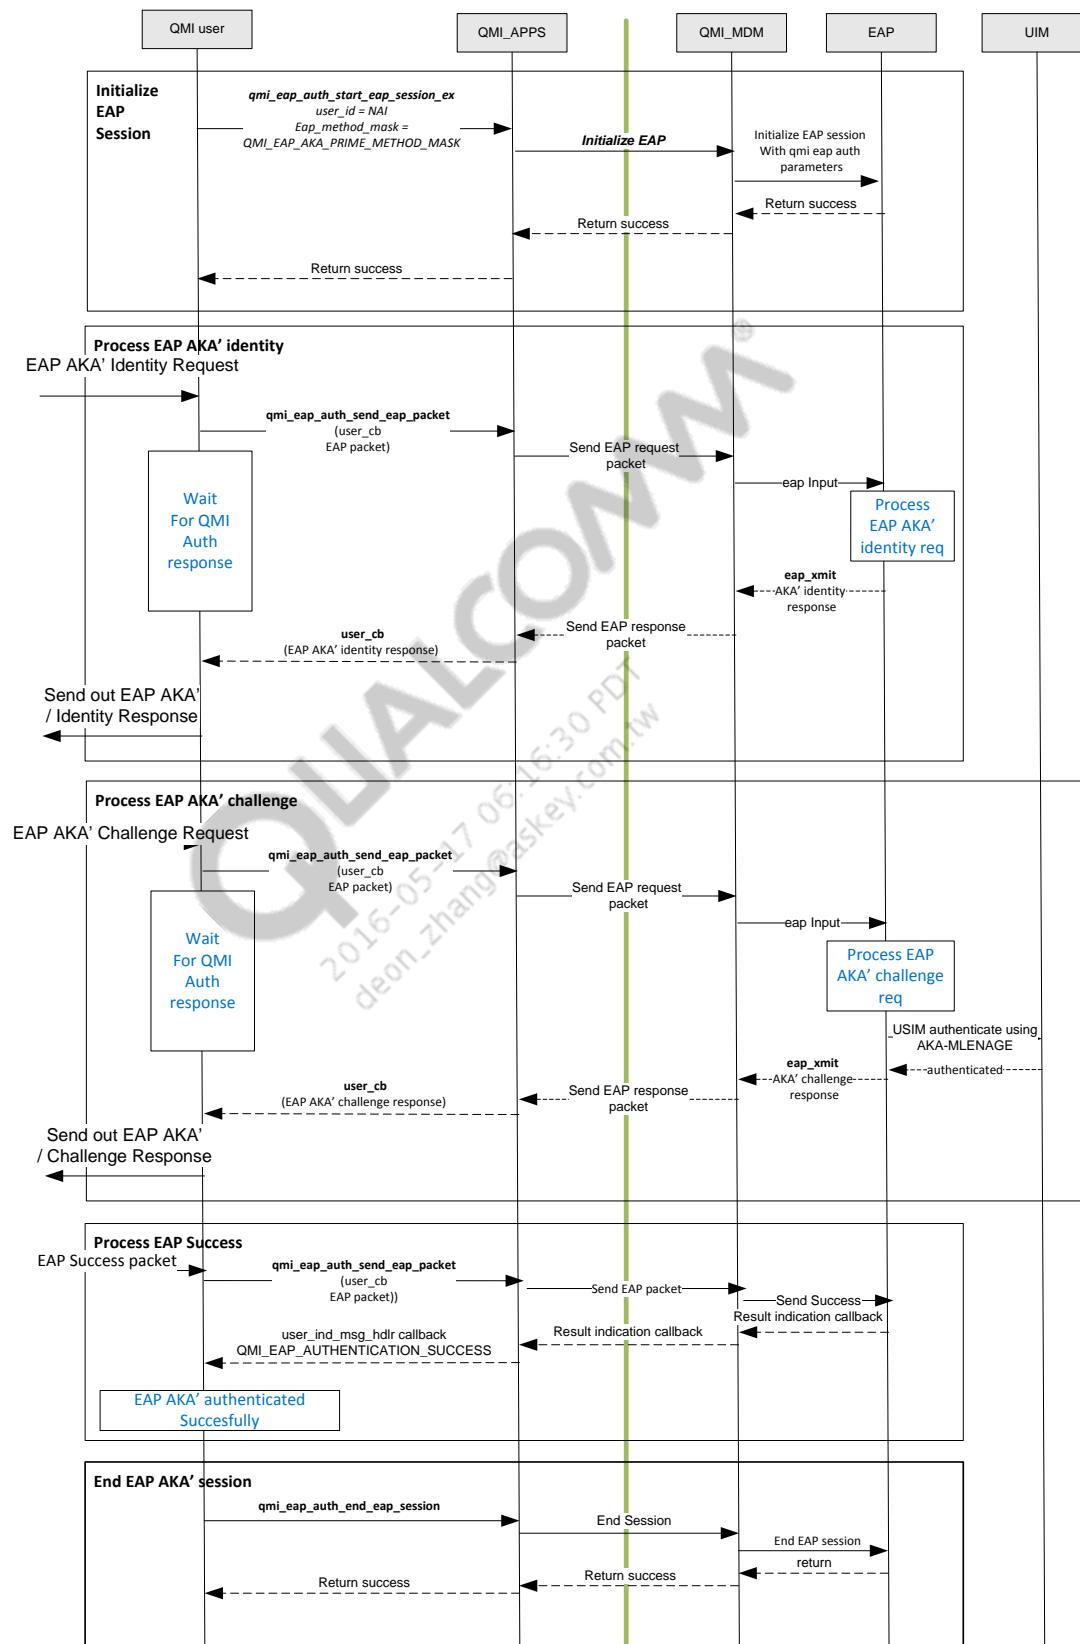 QMI user
QMI_APPS
QMI_MDM
EAP
UIM
Initialize
EAP
Session
qmi_eap_auth_start_eap_session_ex
user_id = NAI
Eap_method_mask =
QMI_EAP_AKA_PRIME_METHOD_MASK
Initialize EAP
Initialize EAP session
With qmi eap auth
parameters
Return success
Return success
Return success
Process EAP AKA’ identity
EAP AKA’ Identity Request
qmi_eap_auth_send_eap_packet
(user_cb
EAP packet)
Send EAP request
packet
eap Input
Wait
For QMI
Auth
response
Process
EAP AKA’
identity req
eap_xmit
AKA’ identity
response
Send EAP response
packet
user_cb
(EAP AKA’ identity response)
Send out EAP AKA’
/ Identity Response
Process EAP AKA’ challenge
EAP AKA’ Challenge Request
qmi_eap_auth_send_eap_packet
(user_cb
EAP packet)
Send EAP request
packet
eap Input
Wait
For QMI
Auth
response
Process EAP
AKA’ challenge
req
USIM authenticate using
AKA-MLENAGE
authenticated
eap_xmit
AKA’ challenge
response
Send EAP response
packet
user_cb
(EAP AKA’ challenge response)
Send out EAP AKA’
/ Challenge Response
Process EAP Success
EAP Success packet
qmi_eap_auth_send_eap_packet
(user_cb
EAP packet))
Send EAP packet
Send Success
Result indication callback
Result indication callback
user_ind_msg_hdlr callback
QMI_EAP_AUTHENTICATION_SUCCESS
EAP AKA’ authenticated
Succesfully
End EAP AKA’ session
qmi_eap_auth_end_eap_session
End Session
End EAP session
return
Return success
Return success
QUALCOMM®
2016-05-17 06:16:30 PDT
deon_zhang@askey.com.tw